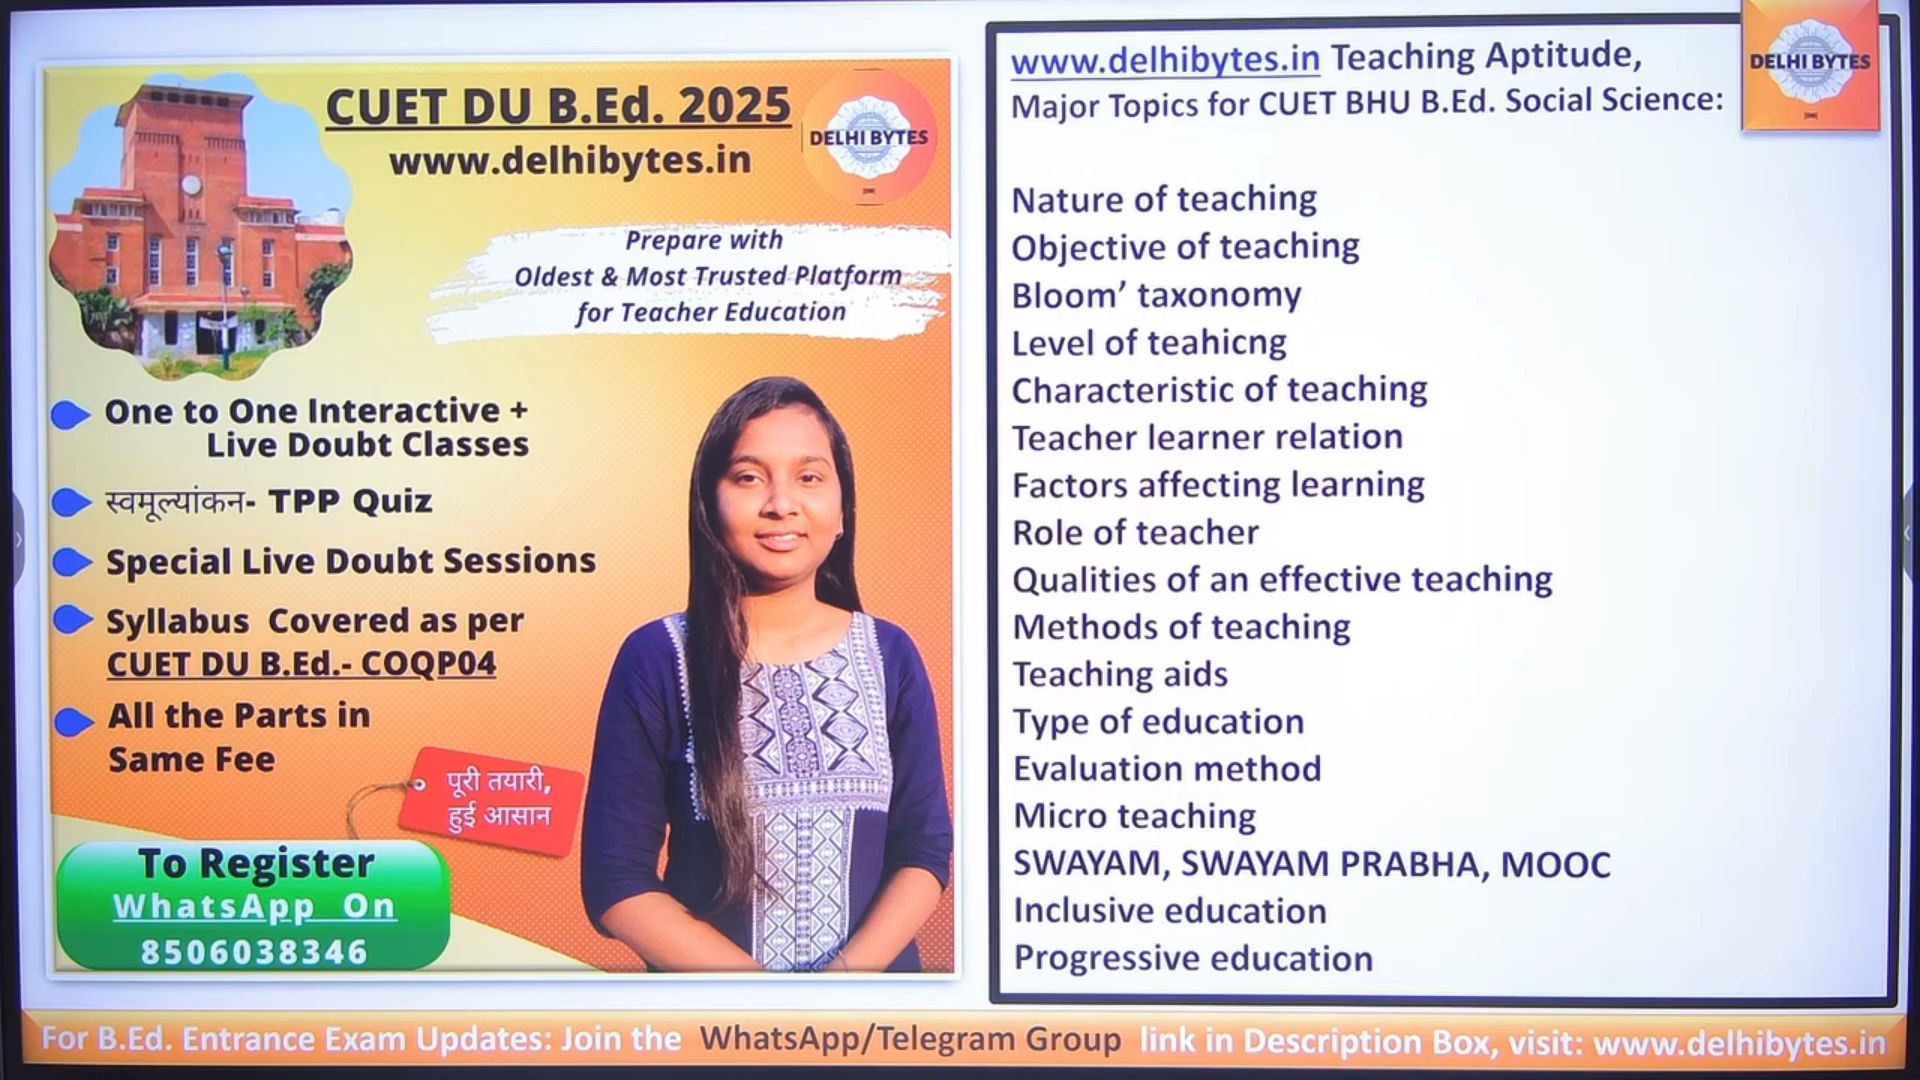 CUET DU B.Ed. 2025
www.delhibytes.in
DELHI BYTES
Prepare with
Oldest & Most Trusted Platform
for Teacher Education
One to One Interactive +
Live Doubt Classes
स्वमूल्यांकन- TPP Quiz
Special Live Doubt Sessions
Syllabus Covered as per
CUET DU B.Ed.- COQP04
All the Parts in
Same Fee
पूरी तयारी,
हुई आसान
To Register
WhatsApp On
8506038346
www.delhibytes.in Teaching Aptitude,
Major Topics for CUET BHU B.Ed. Social Science:
DELHI BYTES
Nature of teaching
Objective of teaching
Bloom’ taxonomy
Level of teahicng
Characteristic of teaching
Teacher learner relation
Factors affecting learning
Role of teacher
Qualities of an effective teaching
Methods of teaching
Teaching aids
Type of education
Evaluation method
Micro teaching
SWAYAM, SWAYAM PRABHA, MOOC
Inclusive education
Progressive education
For B.Ed. Entrance Exam Updates: Join the WhatsApp/Telegram Group link in Description Box, visit: www.delhibytes.in